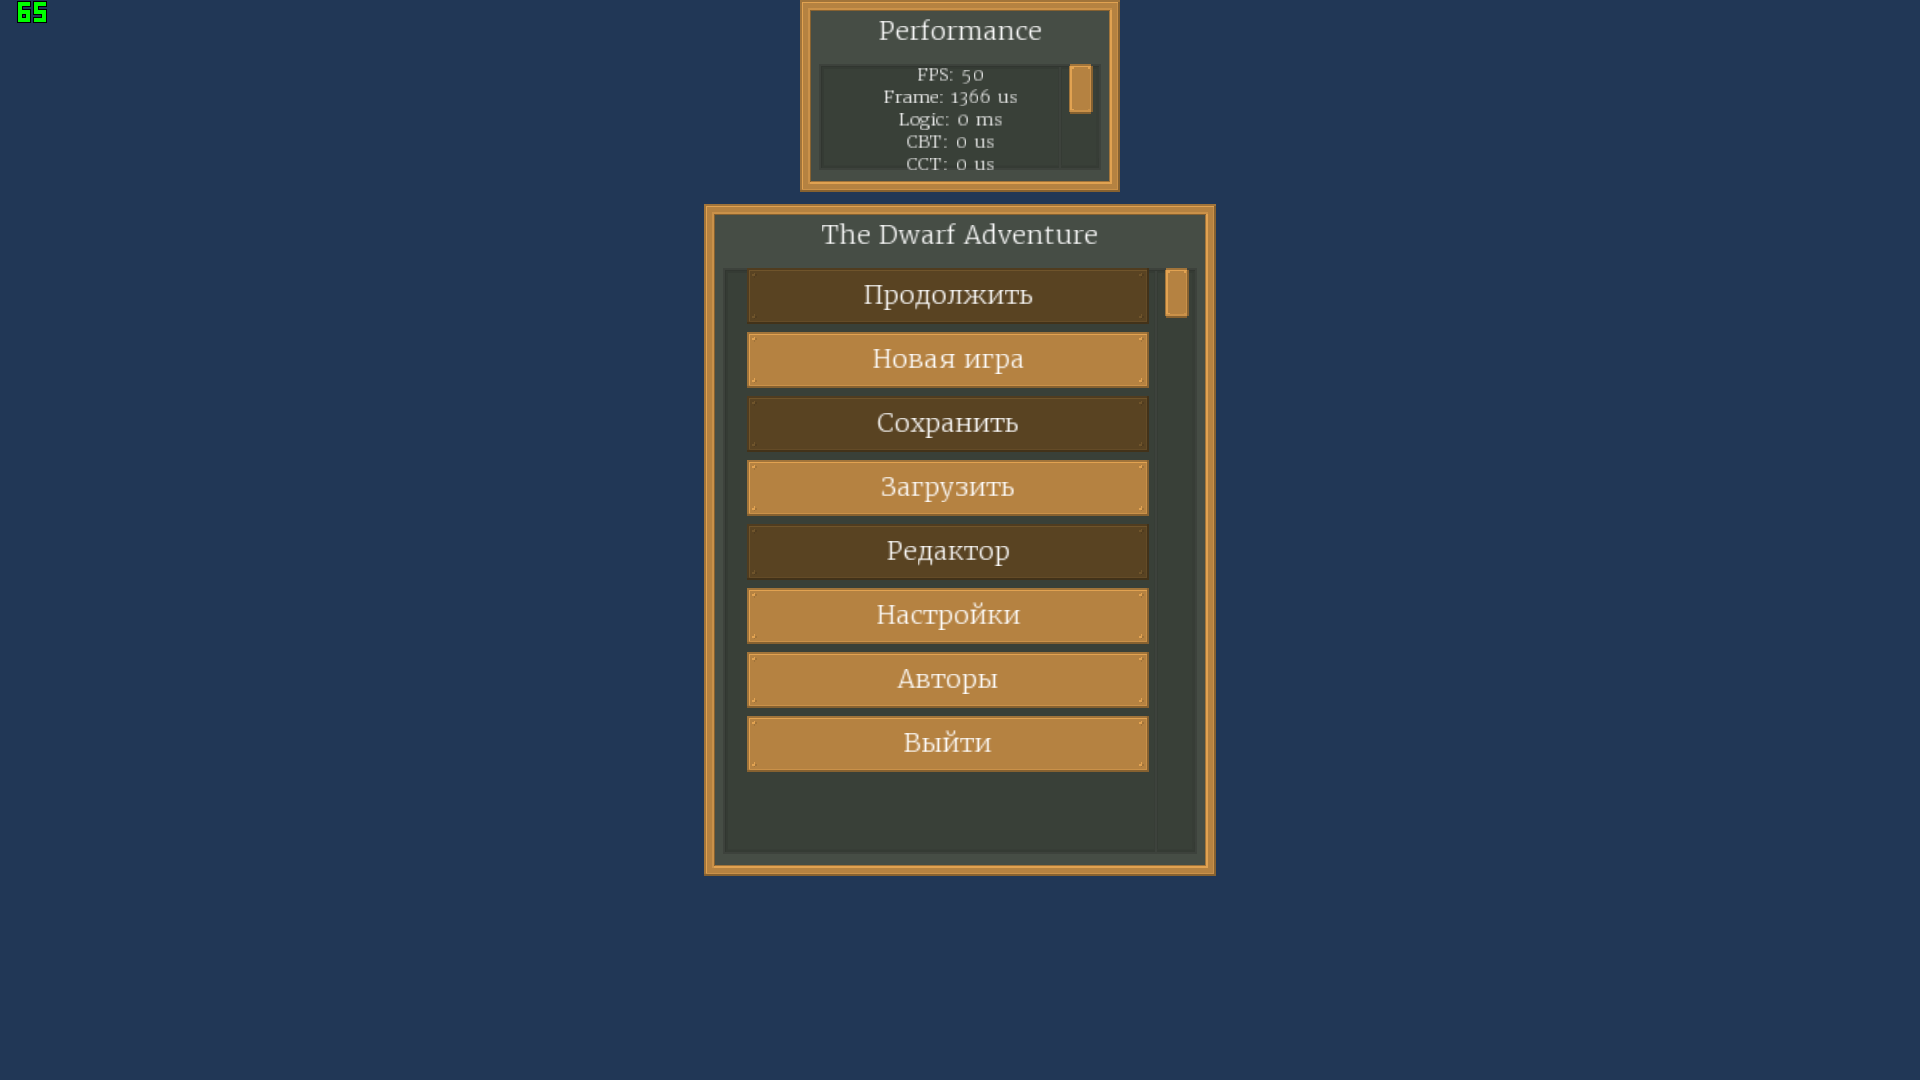 65
Performance
FPS: 50
Frame: 1366 us
Logic: 0 ms
CBT: 0 us
CCT: 0 us
The Dwarf Adventure
Продолжить
Новая игра
Сохранить
Загрузить
Редактор
Настройки
Авторы
Выйти